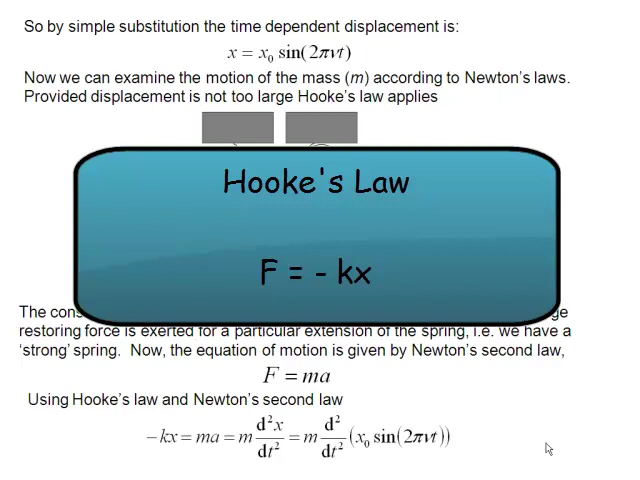 So by simple substitution the time dependent displacement is:
x = x₀ sin(2πνt)
Now we can examine the motion of the mass (m) according to Newton's laws.
Provided displacement is not too large Hooke's law applies
Hooke's Law
F = - kx
The cons
restoring force is exerted for a particular extension of the spring, i.e. we have a
'strong' spring. Now, the equation of motion is given by Newton's second law,
F = ma
Using Hooke's law and Newton's second law
−kx = ma = m d²x/dt² = m d²/dt² (x₀ sin(2πνt))